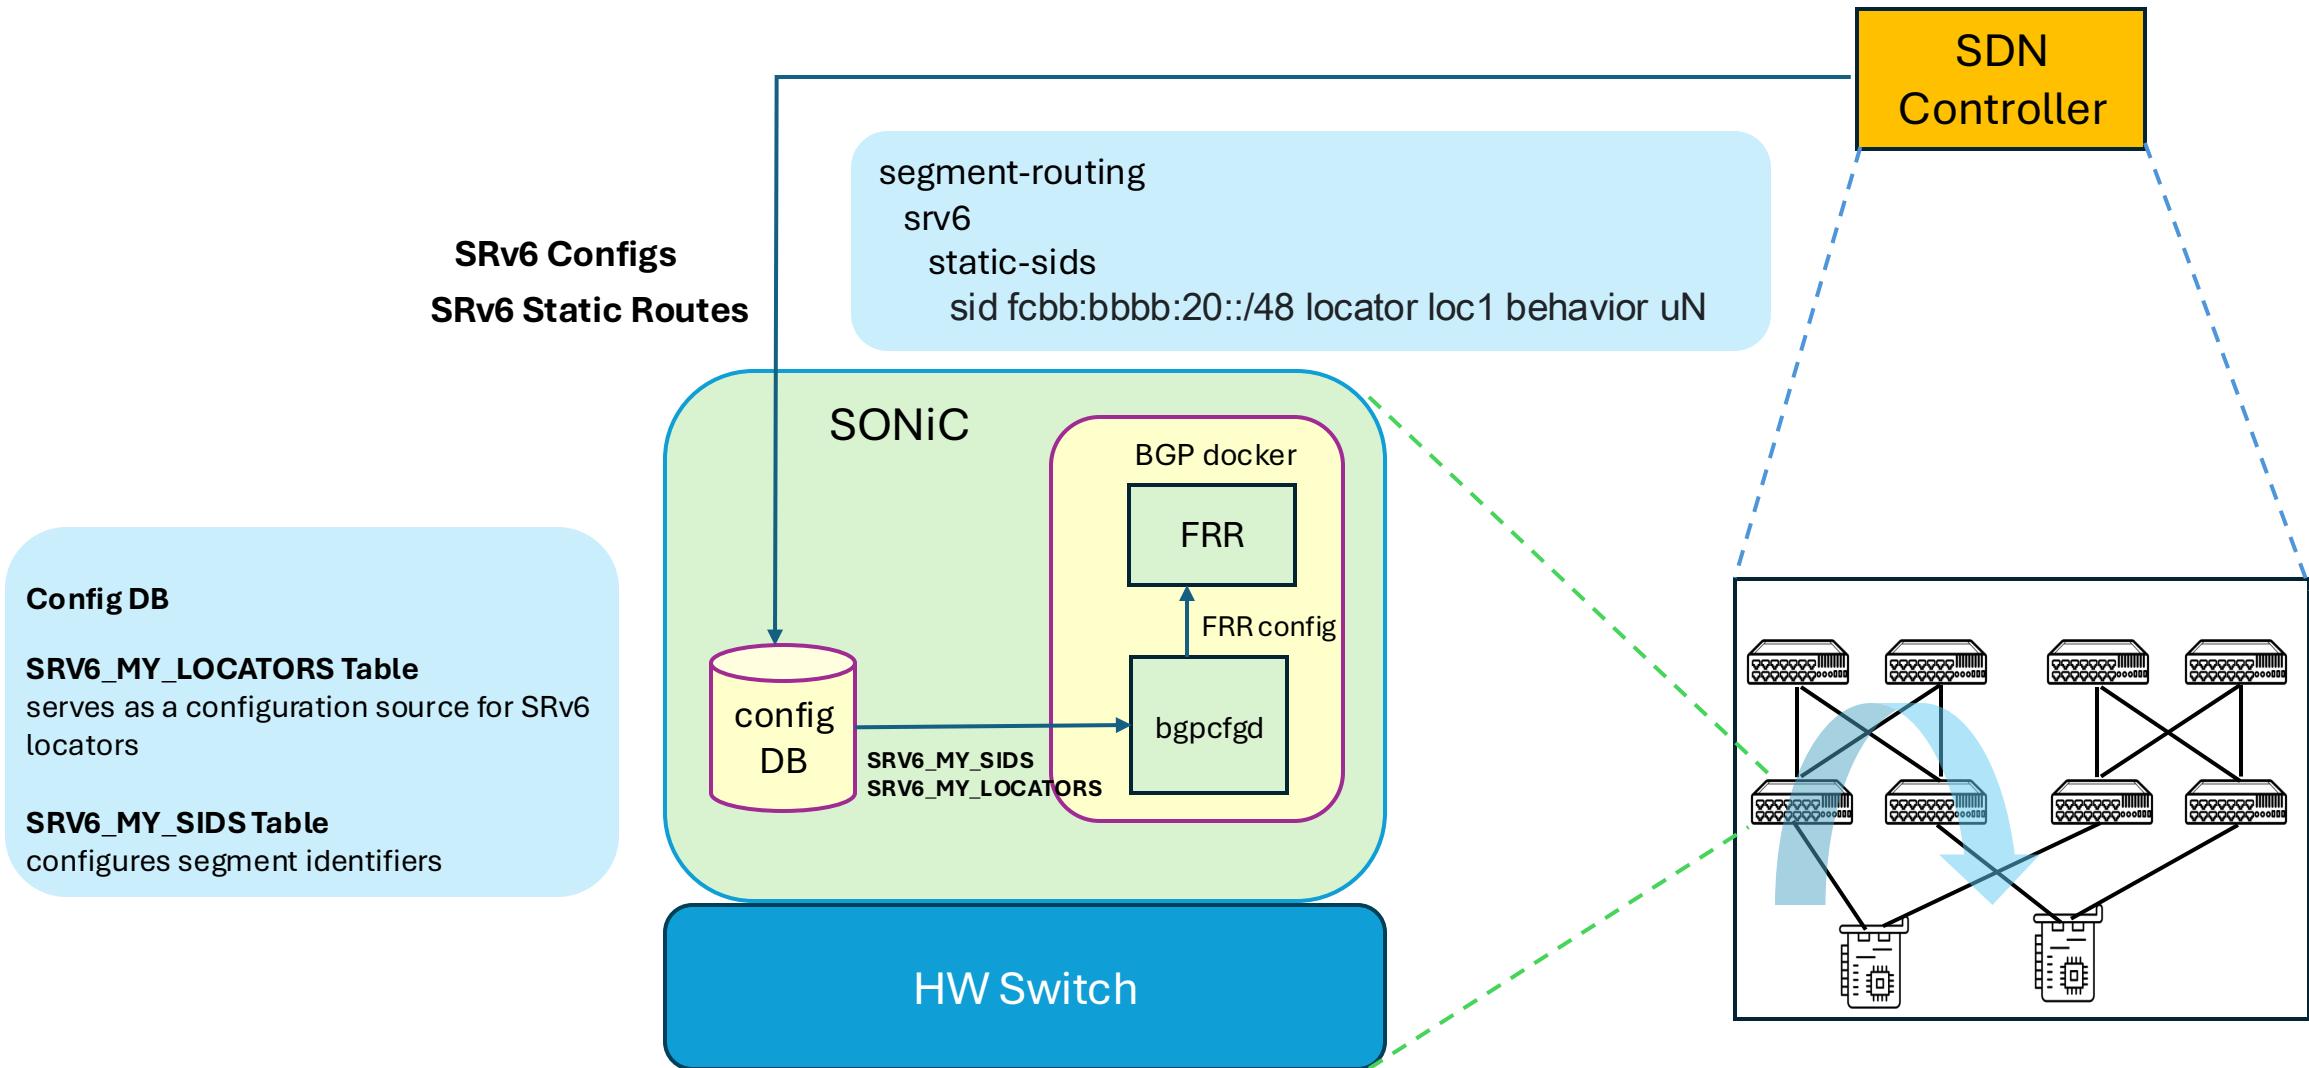 SDN
Controller
segment-routing
srv6
static-sids
sid fcbb:bbbb:20::/48 locator loc1 behavior uN
SRv6 Configs
SRv6 Static Routes
SONiC
BGP docker
FRR
FRR config
bgpcfgd
config
DB
SRV6_MY_SIDS
SRV6_MY_LOCATORS
Config DB
SRV6_MY_LOCATORS Table
serves as a configuration source for SRv6
locators
SRV6_MY_SIDS Table
configures segment identifiers
HW Switch